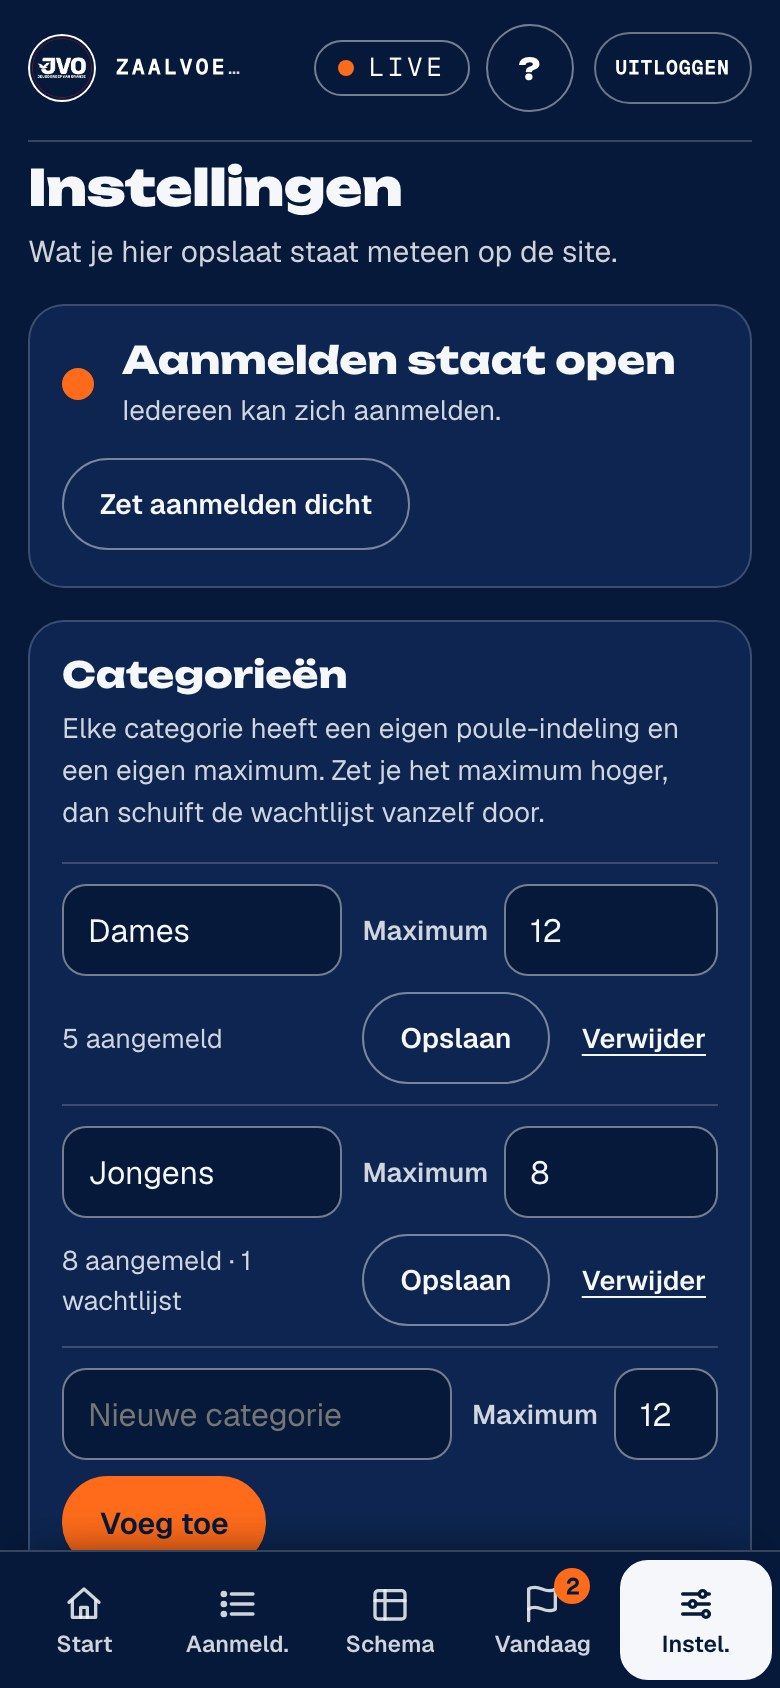 JVO
ZAALVOE…
LIVE
?
UITLOGGEN
Instellingen
Wat je hier opslaat staat meteen op de site.
Aanmelden staat open
Iedereen kan zich aanmelden.
Zet aanmelden dicht
Categorieën
Elke categorie heeft een eigen poule-indeling en
een eigen maximum. Zet je het maximum hoger,
dan schuift de wachtlijst vanzelf door.
Dames Maximum 12
5 aangemeld Opslaan Verwijder
Jongens Maximum 8
8 aangemeld · 1
wachtlijst
Opslaan Verwijder
Nieuwe categorie Maximum 12
Voeg toe
2
Start Aanmeld. Schema Vandaag Instel.